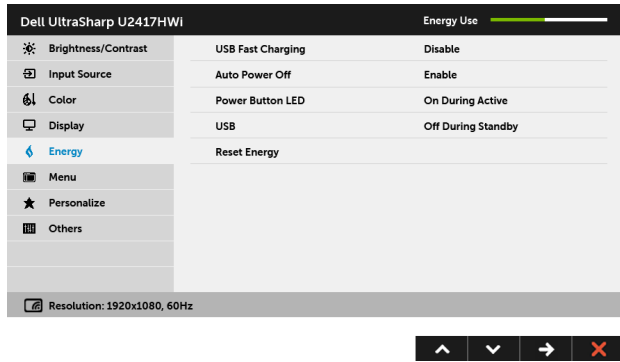 Dell UltraSharp U2417HWi
Energy Use
Brightness/Contrast
USB Fast Charging
Disable
Input Source
Auto Power Off
Enable
Color
Power Button LED
On During Active
Display
USB
Off During Standby
Energy
Reset Energy
Menu
Personalize
Others
Resolution: 1920x1080, 60Hz